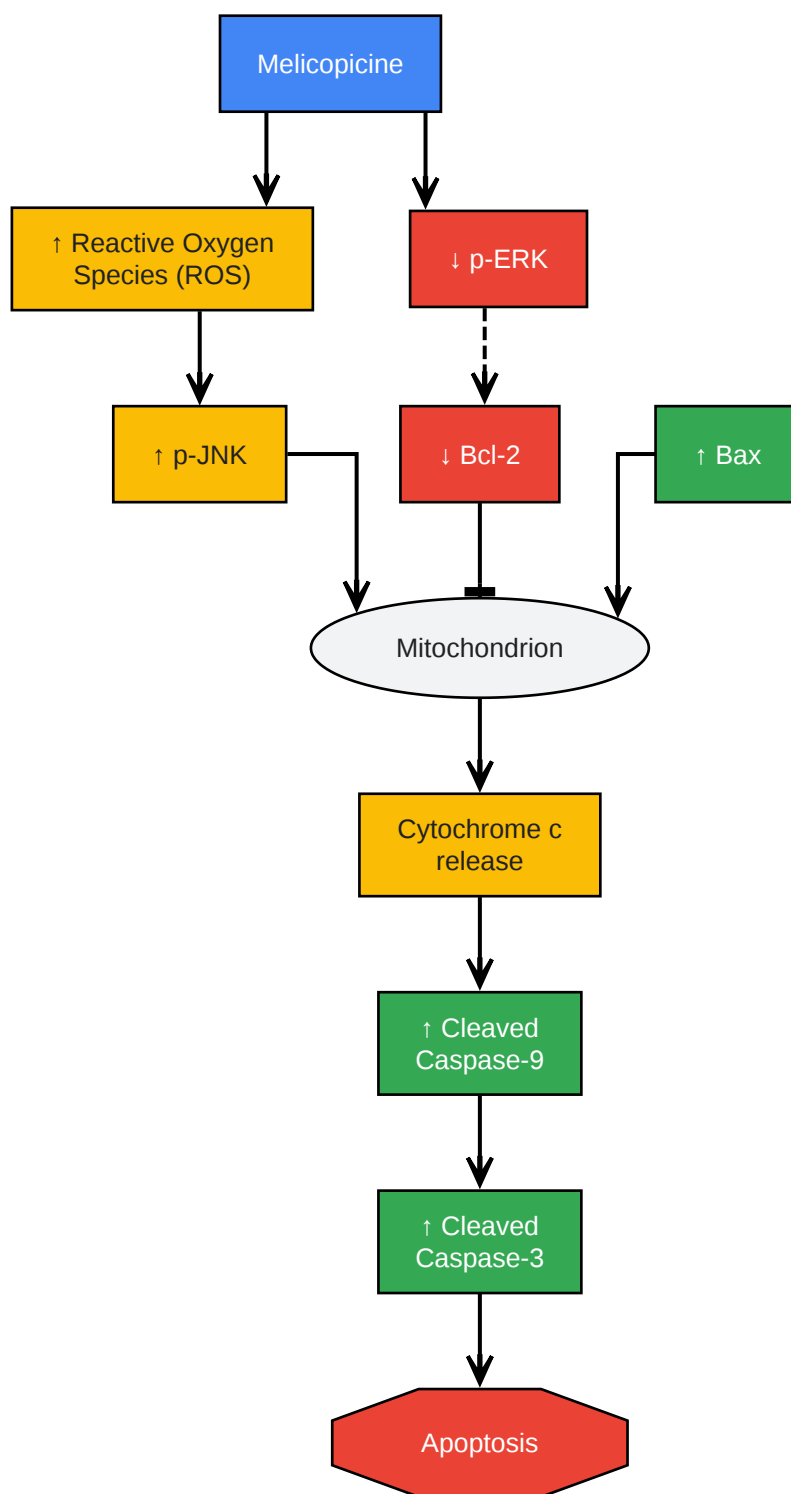 Melicopicine
↑ Reactive Oxygen
Species (ROS)
↓ p-ERK
↑ p-JNK
↓ Bcl-2
↑ Bax
Mitochondrion
Cytochrome c
release
↑ Cleaved
Caspase-9
↑ Cleaved
Caspase-3
Apoptosis